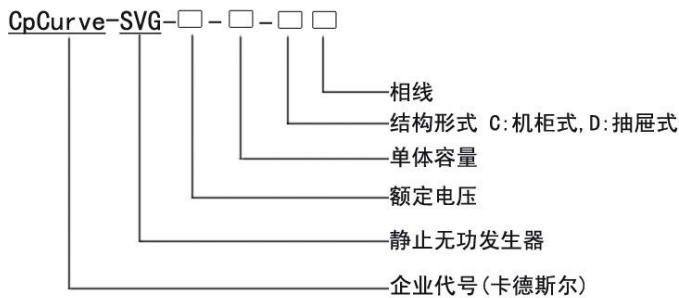 CpCurve-SVG-□-□-□□
相线
结构形式 C:机柜式,D:抽屉式
单体容量
额定电压
静止无功发生器
企业代号(卡德斯尔)